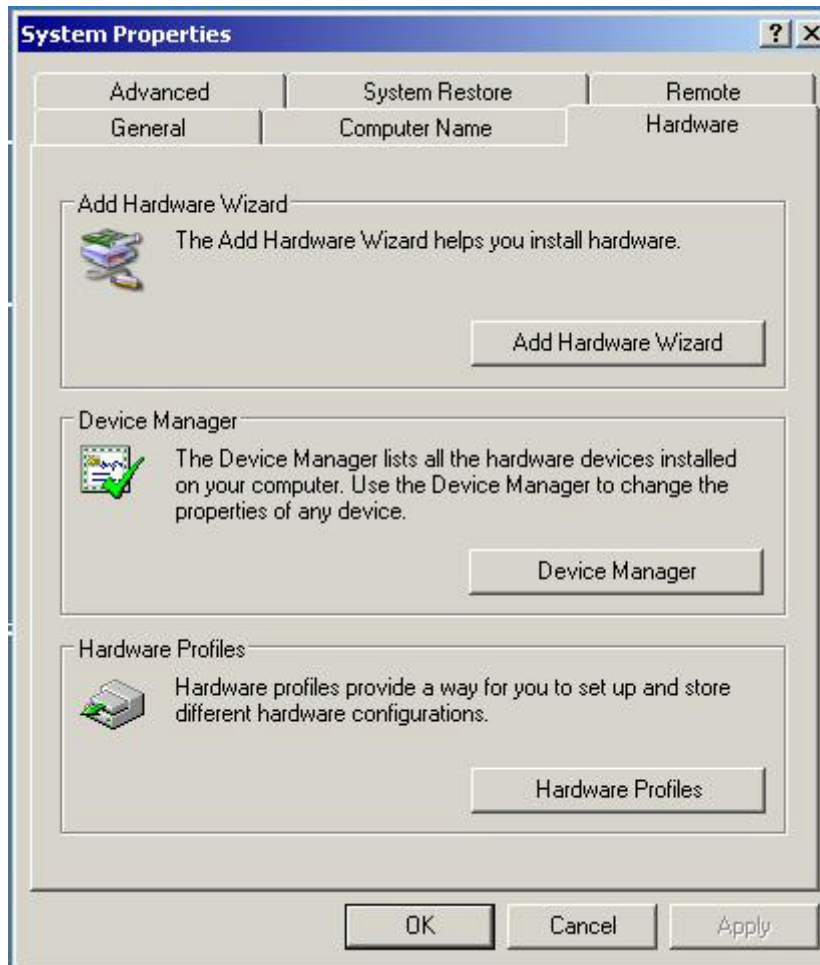 System Properties
Advanced System Restore Remote
General Computer Name Hardware
Add Hardware Wizard
The Add Hardware Wizard helps you install hardware.
Add Hardware Wizard
Device Manager
The Device Manager lists all the hardware devices installed
on your computer. Use the Device Manager to change the
properties of any device.
Device Manager
Hardware Profiles
Hardware profiles provide a way for you to set up and store
different hardware configurations.
Hardware Profiles
OK Cancel Apply